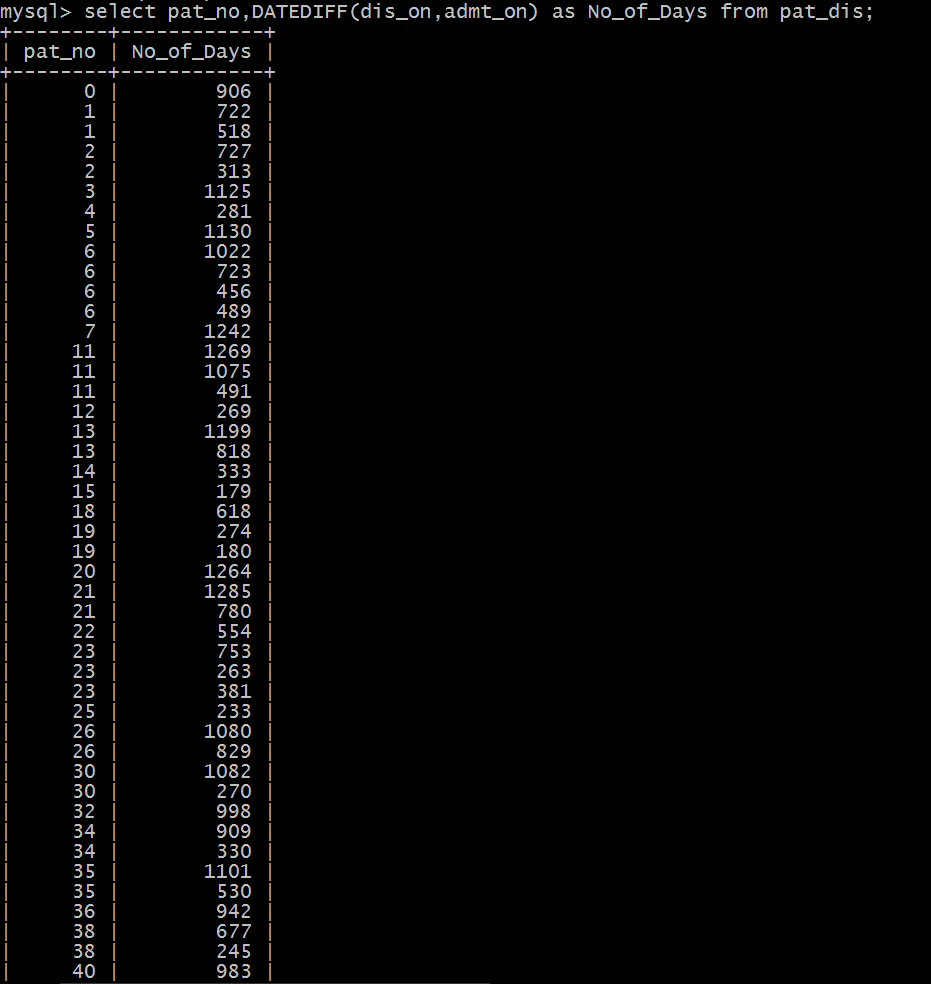 mysql> select pat_no,DATEDIFF(dis_on,admt_on) as No_of_Days from pat_dis;
+--------+------------+
| pat_no | No_of_Days |
+--------+------------+
|      0 |        906 |
|      1 |        722 |
|      1 |        518 |
|      2 |        727 |
|      2 |        313 |
|      3 |       1125 |
|      4 |        281 |
|      5 |       1130 |
|      6 |       1022 |
|      6 |        723 |
|      6 |        456 |
|      6 |        489 |
|      7 |       1242 |
|     11 |       1269 |
|     11 |       1075 |
|     11 |        491 |
|     12 |        269 |
|     13 |       1199 |
|     13 |        818 |
|     14 |        333 |
|     15 |        179 |
|     18 |        618 |
|     19 |        274 |
|     19 |        180 |
|     20 |       1264 |
|     21 |       1285 |
|     21 |        780 |
|     22 |        554 |
|     23 |        753 |
|     23 |        263 |
|     23 |        381 |
|     25 |        233 |
|     26 |       1080 |
|     26 |        829 |
|     30 |       1082 |
|     30 |        270 |
|     32 |        998 |
|     34 |        909 |
|     34 |        330 |
|     35 |       1101 |
|     35 |        530 |
|     36 |        942 |
|     38 |        677 |
|     38 |        245 |
|     40 |        983 |